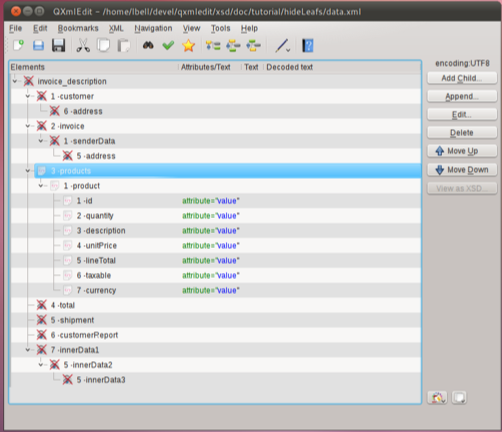 QXmlEdit - /home/lbell/devel/qxmledit/xsd/doc/tutorial/hideLeafs/data.xml
File Edit Bookmarks XML Navigation View Tools Help
Elements Attributes/Text Text Decoded text
invoice_description
1 -customer
6 -address
2 -invoice
1 -senderData
5 -address
3 -products
1 -product
1 -id attribute="value"
2 -quantity attribute="value"
3 -description attribute="value"
4 -unitPrice attribute="value"
5 -lineTotal attribute="value"
6 -taxable attribute="value"
7 -currency attribute="value"
4 -total
5 -shipment
6 -customerReport
7 -innerData1
5 -innerData2
5 -innerData3
encoding:UTF8
Add Child...
Append...
Edit...
Delete
Move Up
Move Down
View as XSD...